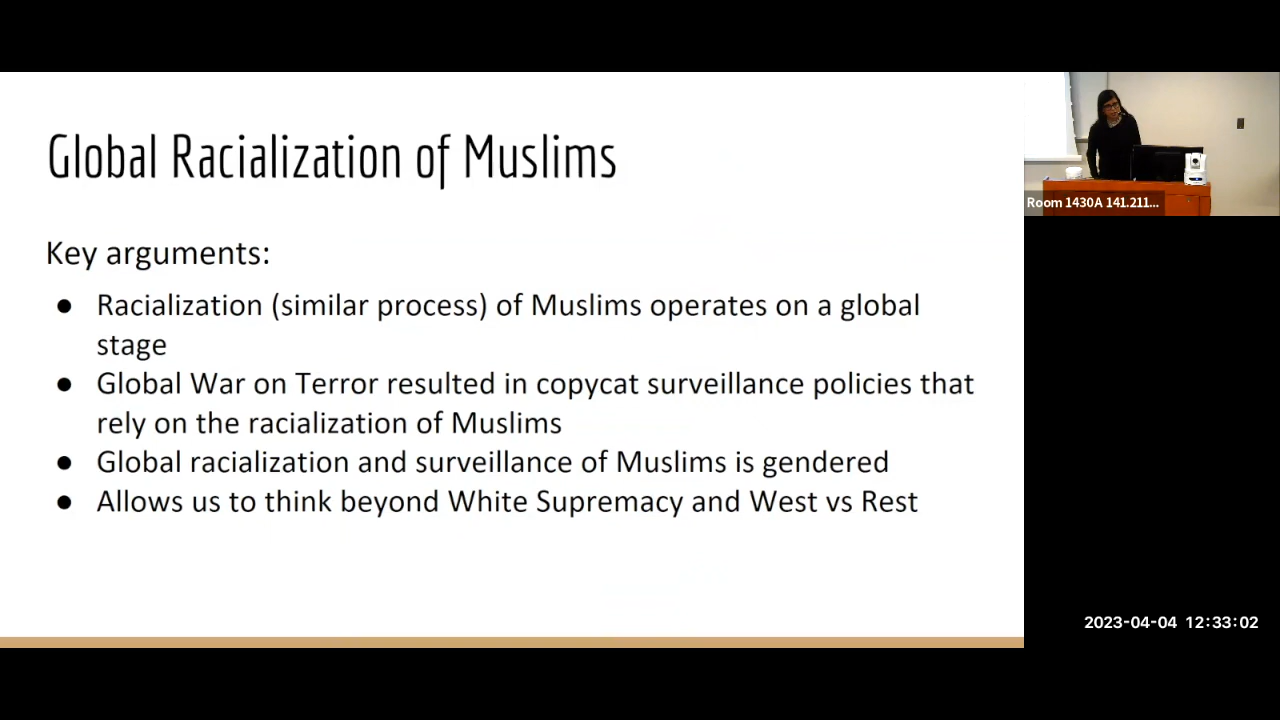 Global Racialization of Muslims
Key arguments:
● Racialization (similar process) of Muslims operates on a global
stage
● Global War on Terror resulted in copycat surveillance policies that
rely on the racialization of Muslims
● Global racialization and surveillance of Muslims is gendered
● Allows us to think beyond White Supremacy and West vs Rest
Room 1430A 141.211...
2023-04-04 12:33:02